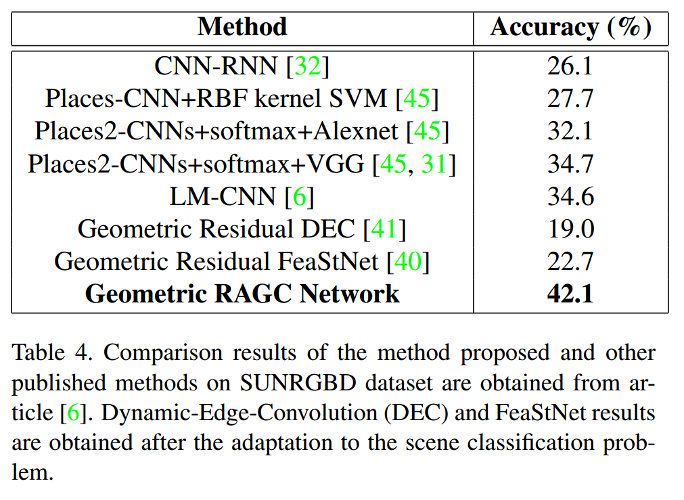 Method Accuracy (%)
CNN-RNN [32] 26.1
Places-CNN+RBF kernel SVM [45] 27.7
Places2-CNNs+softmax+Alexnet [45] 32.1
Places2-CNNs+softmax+VGG [45, 31] 34.7
LM-CNN [6] 34.6
Geometric Residual DEC [41] 19.0
Geometric Residual FeaStNet [40] 22.7
Geometric RAGC Network 42.1
Table 4. Comparison results of the method proposed and other
published methods on SUNRGBD dataset are obtained from ar-
ticle [6]. Dynamic-Edge-Convolution (DEC) and FeaStNet results
are obtained after the adaptation to the scene classification prob-
lem.